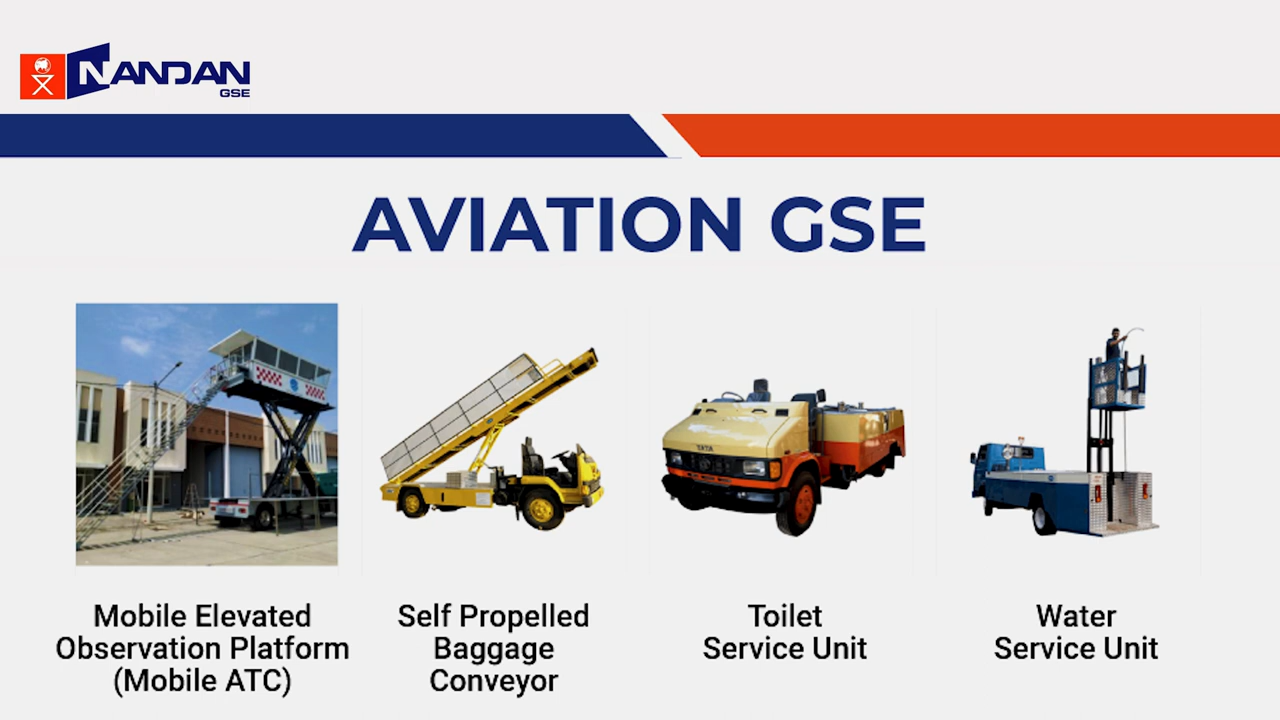 NANDAN
GSE
AVIATION GSE
TATA
Mobile Elevated
Observation Platform
(Mobile ATC)
Self Propelled
Baggage
Conveyor
Toilet
Service Unit
Water
Service Unit